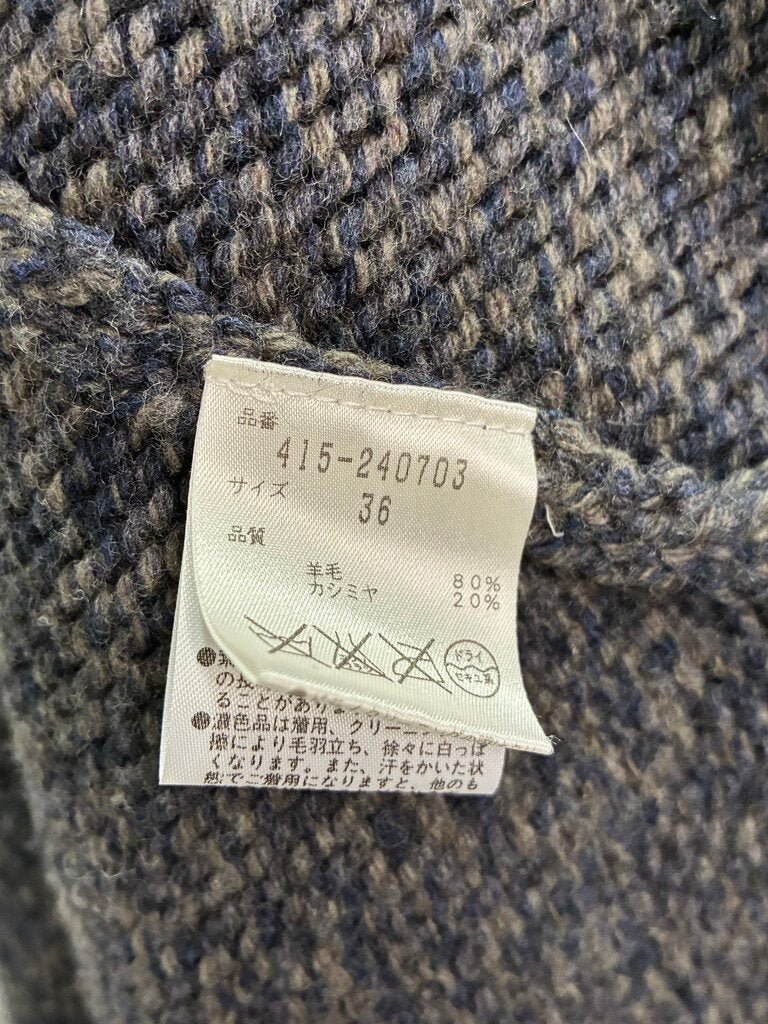 品番
415-240703
サイズ
36
品質
羊毛 80%
カシミヤ 20%
ドライ
セキユ系
の
ることがあ
●濃色品は着用、クリーニン
擦により毛羽立ち、徐々に白っぽ
くなります。また、汗をかいた状
態でご着用になりますと、他のも